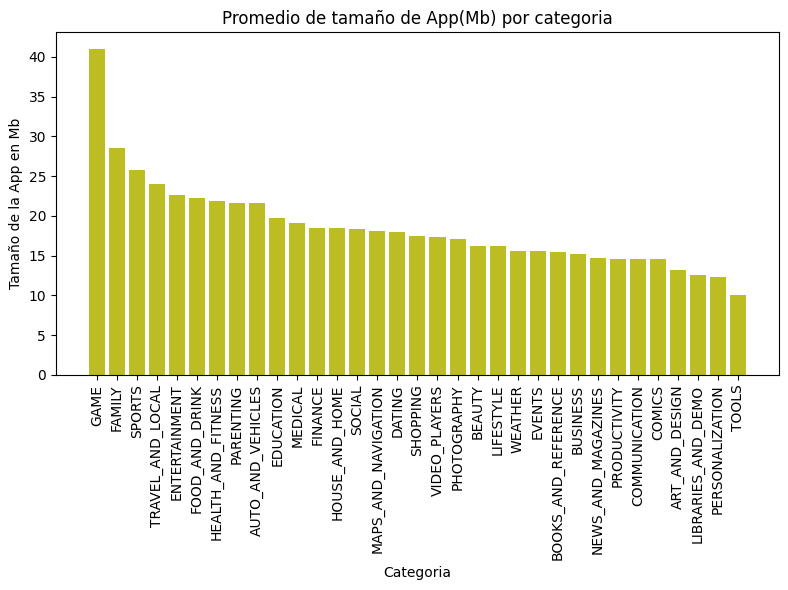 Promedio de tamaño de App(Mb) por categoria
Tamaño de la App en Mb
40
35
30
25
20
15
10
5
0
GAME
FAMILY
SPORTS
TRAVEL_AND_LOCAL
ENTERTAINMENT
FOOD_AND_DRINK
HEALTH_AND_FITNESS
PARENTING
AUTO_AND_VEHICLES
EDUCATION
MEDICAL
FINANCE
HOUSE_AND_HOME
SOCIAL
MAPS_AND_NAVIGATION
DATING
SHOPPING
VIDEO_PLAYERS
PHOTOGRAPHY
BEAUTY
LIFESTYLE
WEATHER
EVENTS
BOOKS_AND_REFERENCE
BUSINESS
NEWS_AND_MAGAZINES
PRODUCTIVITY
COMMUNICATION
COMICS
ART_AND_DESIGN
LIBRARIES_AND_DEMO
PERSONALIZATION
TOOLS
Categoria